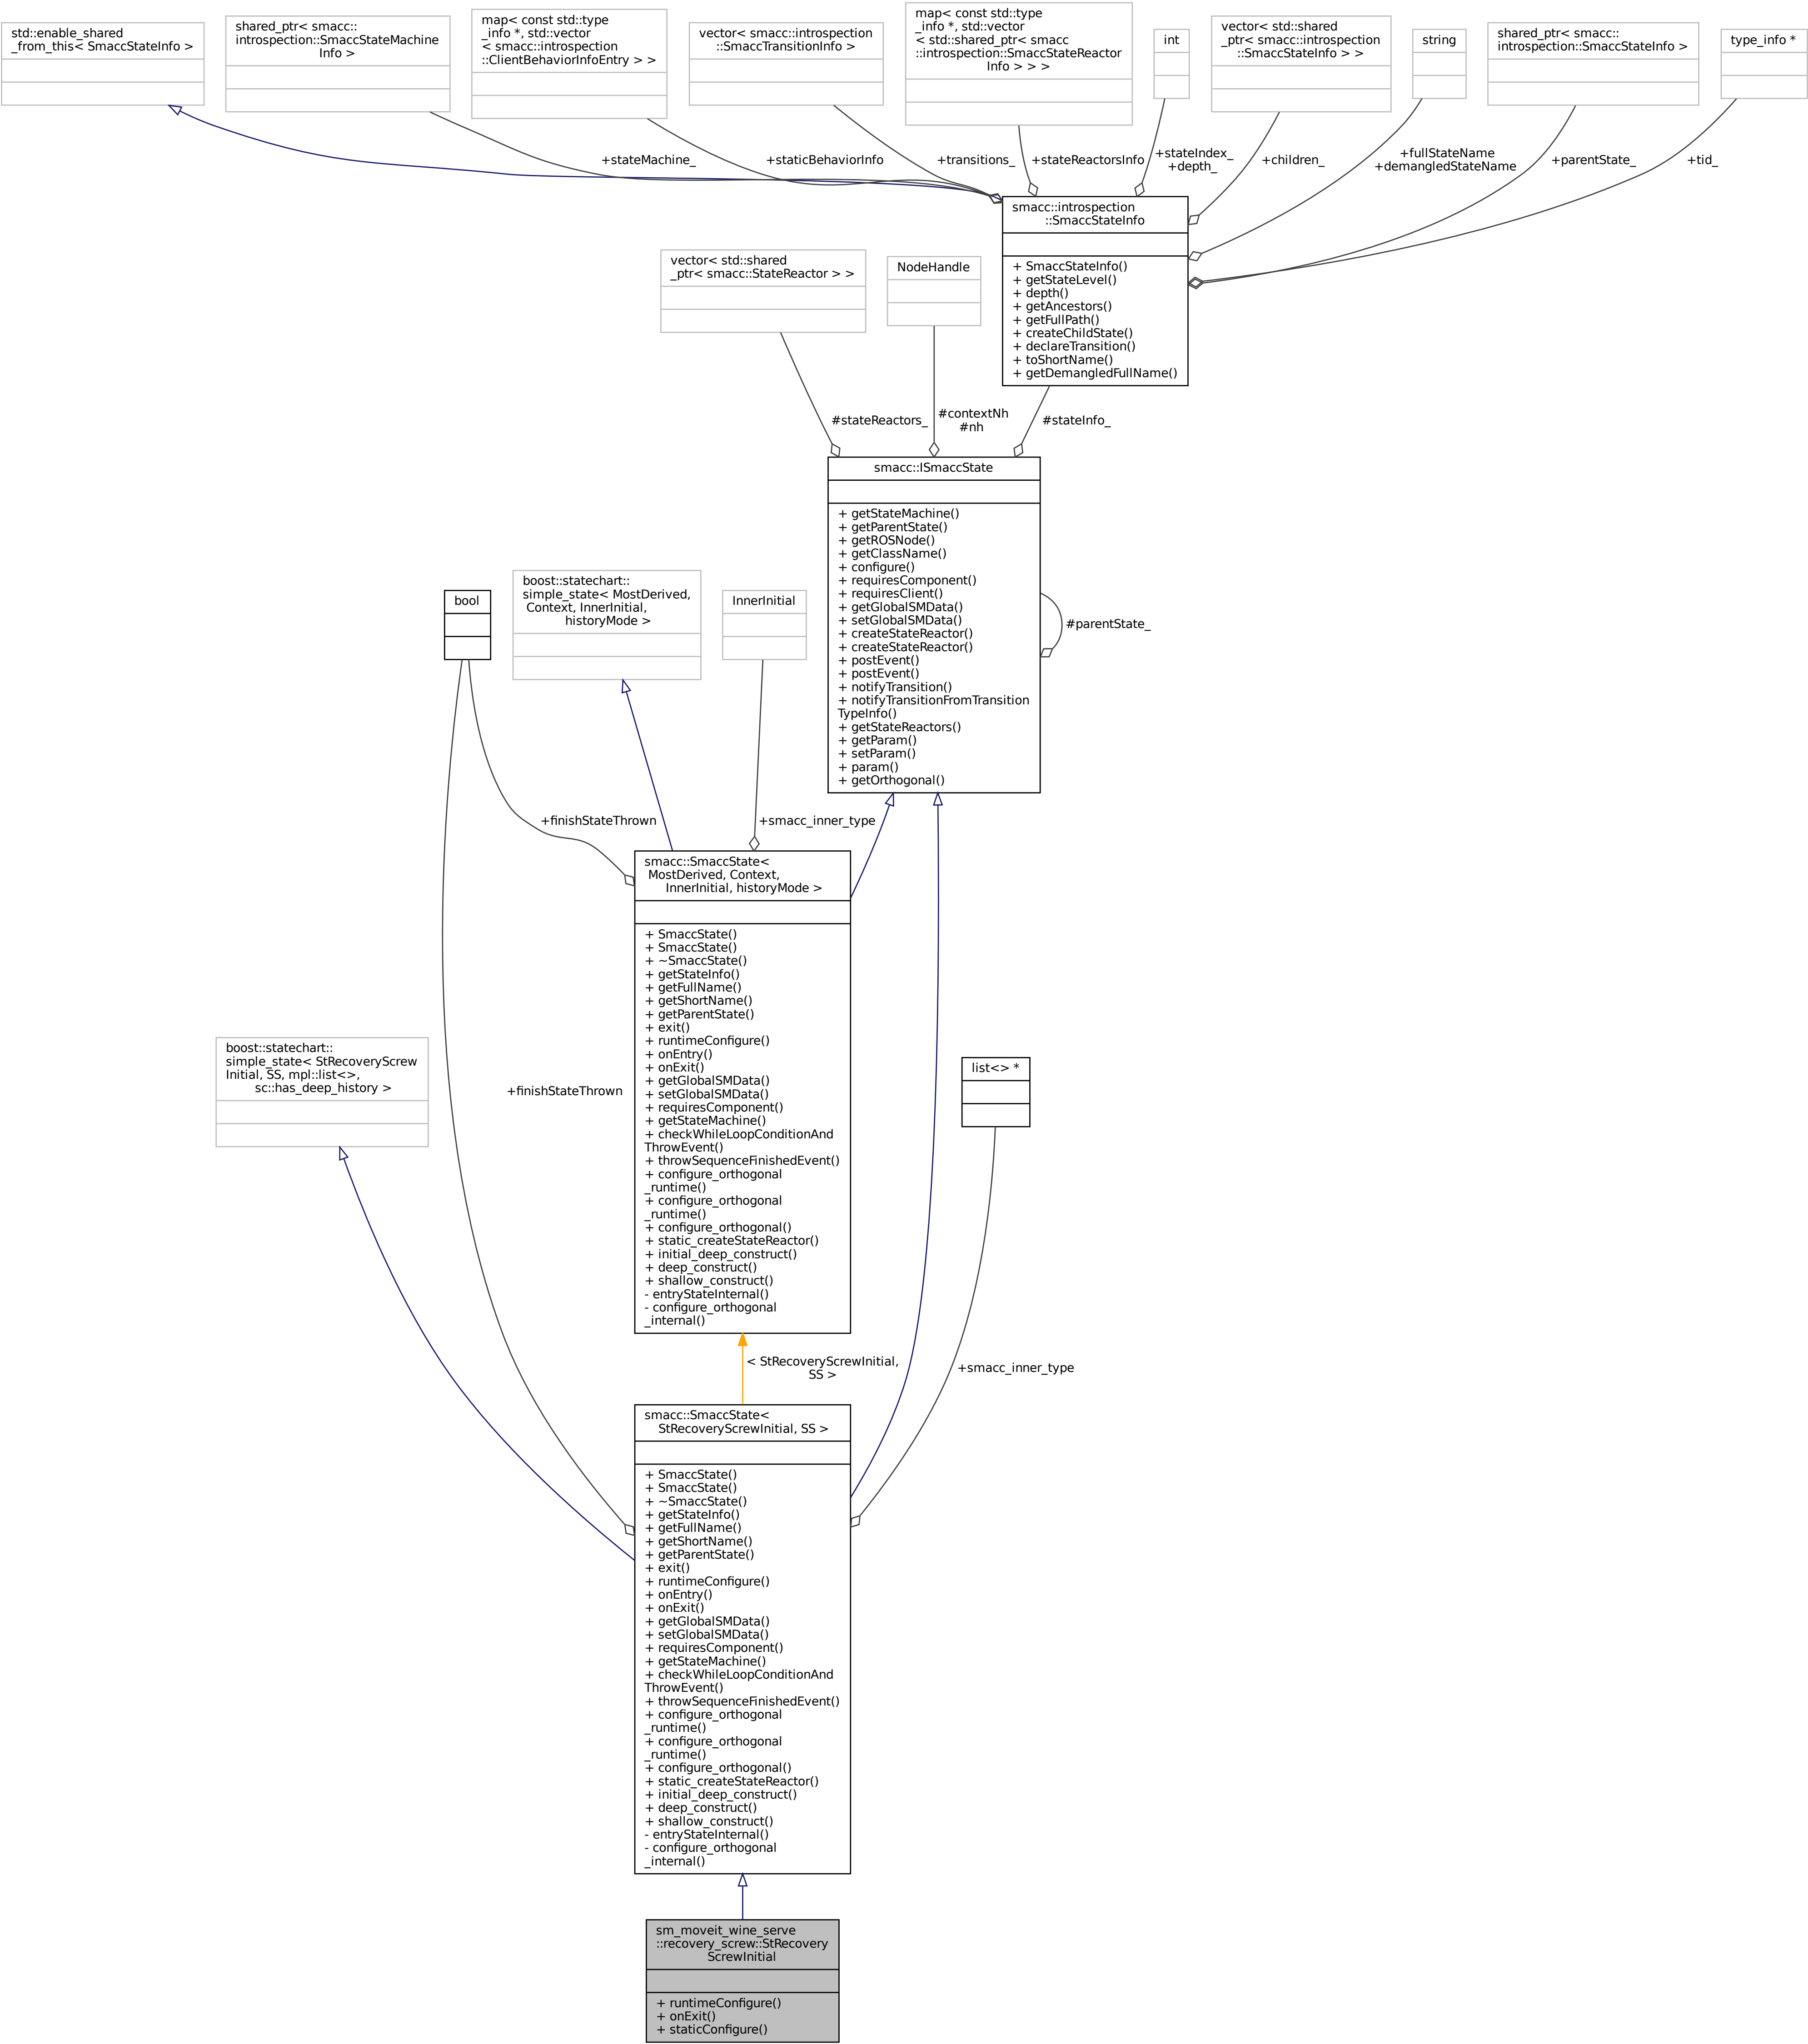 std::enable_shared
_from_this< SmaccStateInfo >
shared_ptr< smacc::
introspection::SmaccStateMachine
Info >
map< const std::type
_info *, std::vector
< smacc::introspection
::ClientBehaviorInfoEntry > >
vector< smacc::introspection
::SmaccTransitionInfo >
map< const std::type
_info *, std::vector
< std::shared_ptr< smacc
::introspection::SmaccStateReactor
Info > > >
int
vector< std::shared
_ptr< smacc::introspection
::SmaccStateInfo > >
string
shared_ptr< smacc::
introspection::SmaccStateInfo >
type_info *
+stateMachine_
+staticBehaviorInfo
+transitions_
+stateReactorsInfo
+stateIndex_
+depth_
+children_
+fullStateName
+demangledStateName
+parentState_
+tid_
smacc::introspection
::SmaccStateInfo
+ SmaccStateInfo()
+ getStateLevel()
+ depth()
+ getAncestors()
+ getFullPath()
+ createChildState()
+ declareTransition()
+ toShortName()
+ getDemangledFullName()
vector< std::shared
_ptr< smacc::StateReactor > >
NodeHandle
#stateReactors_
#contextNh
#nh
#stateInfo_
smacc::ISmaccState
+ getStateMachine()
+ getParentState()
+ getROSNode()
+ getClassName()
+ configure()
+ requiresComponent()
+ requiresClient()
+ getGlobalSMData()
+ setGlobalSMData()
+ createStateReactor()
+ createStateReactor()
+ postEvent()
+ postEvent()
+ notifyTransition()
+ notifyTransitionFromTransition
TypeInfo()
+ getStateReactors()
+ getParam()
+ setParam()
+ param()
+ getOrthogonal()
#parentState_
bool
boost::statechart::
simple_state< MostDerived,
Context, InnerInitial,
historyMode >
InnerInitial
+finishStateThrown
+smacc_inner_type
smacc::SmaccState<
MostDerived, Context,
InnerInitial, historyMode >
+ SmaccState()
+ SmaccState()
+ ~SmaccState()
+ getStateInfo()
+ getFullName()
+ getShortName()
+ getParentState()
+ exit()
+ runtimeConfigure()
+ onEntry()
+ onExit()
+ getGlobalSMData()
+ setGlobalSMData()
+ requiresComponent()
+ getStateMachine()
+ checkWhileLoopConditionAnd
ThrowEvent()
+ throwSequenceFinishedEvent()
+ configure_orthogonal
_runtime()
+ configure_orthogonal
_runtime()
+ configure_orthogonal()
+ static_createStateReactor()
+ initial_deep_construct()
+ deep_construct()
+ shallow_construct()
- entryStateInternal()
- configure_orthogonal
_internal()
boost::statechart::
simple_state< StRecoveryScrew
Initial, SS, mpl::list<>,
sc::has_deep_history >
+finishStateThrown
list<> *
< StRecoveryScrewInitial,
SS >
+smacc_inner_type
smacc::SmaccState<
StRecoveryScrewInitial, SS >
+ SmaccState()
+ SmaccState()
+ ~SmaccState()
+ getStateInfo()
+ getFullName()
+ getShortName()
+ getParentState()
+ exit()
+ runtimeConfigure()
+ onEntry()
+ onExit()
+ getGlobalSMData()
+ setGlobalSMData()
+ requiresComponent()
+ getStateMachine()
+ checkWhileLoopConditionAnd
ThrowEvent()
+ throwSequenceFinishedEvent()
+ configure_orthogonal
_runtime()
+ configure_orthogonal
_runtime()
+ configure_orthogonal()
+ static_createStateReactor()
+ initial_deep_construct()
+ deep_construct()
+ shallow_construct()
- entryStateInternal()
- configure_orthogonal
_internal()
sm_moveit_wine_serve
::recovery_screw::StRecovery
ScrewInitial
+ runtimeConfigure()
+ onExit()
+ staticConfigure()